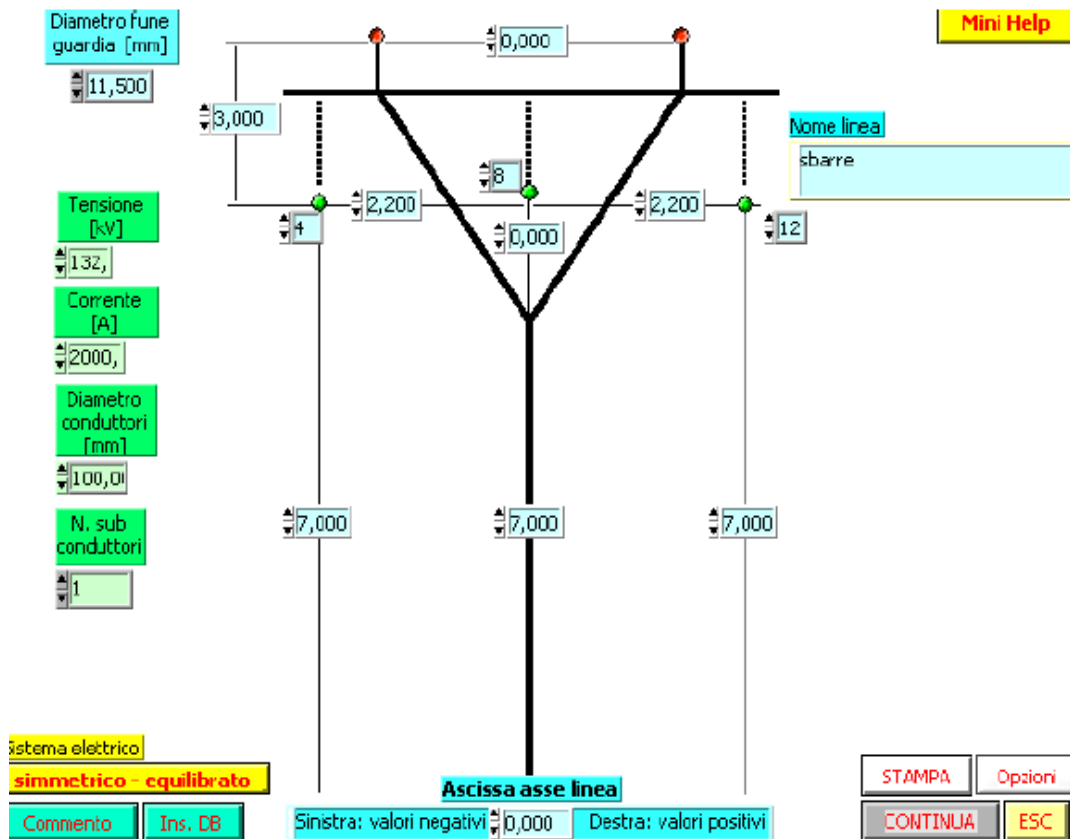 Diametro fune
guardia [mm]
11,500
0,000
Mini Help
3,000
Nome linea
sbarre
8
Tensione
[kV]
132,
2,200
2,200
4
0,000
12
Corrente
[A]
2000,
Diametro
conduttori
[mm]
100,0
7,000
7,000
7,000
N. sub
conduttori
1
Sistema elettrico
simmetrico - equilibrato
Commento
Ins. DB
Ascissa asse linea
Sinistra: valori negativi
0,000
Destra: valori positivi
STAMPA
Opzioni
CONTINUA
ESC